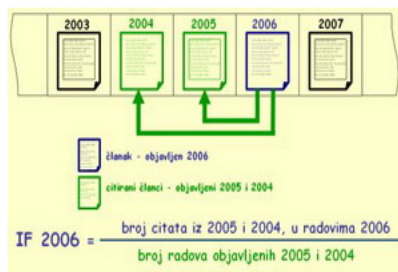 2003 2004 2005 2006 2007
članak - objavljen 2006
citirani članci - objavljeni 2005 i 2004
IF 2006 =
broj citata iz 2005 i 2004, u radovima 2006
broj radova objavljenih 2005 i 2004